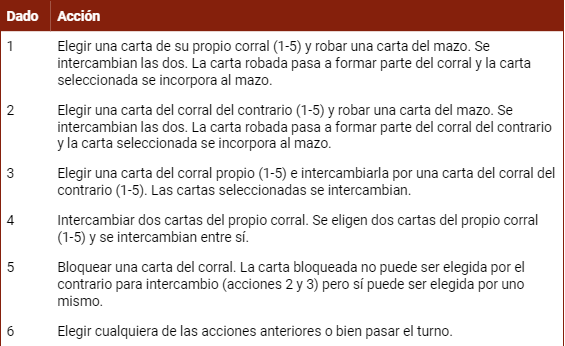 Dado Acción
1 Elegir una carta de su propio corral (1-5) y robar una carta del mazo. Se
intercambian las dos. La carta robada pasa a formar parte del corral y la carta
seleccionada se incorpora al mazo.
2 Elegir una carta del corral del contrario (1-5) y robar una carta del mazo. Se
intercambian las dos. La carta robada pasa a formar parte del corral del contrario
y la carta seleccionada se incorpora al mazo.
3 Elegir una carta del corral propio (1-5) e intercambiarla por una carta del corral del
contrario (1-5). Las cartas seleccionadas se intercambian.
4 Intercambiar dos cartas del propio corral. Se eligen dos cartas del propio corral
(1-5) y se intercambian entre sí.
5 Bloquear una carta del corral. La carta bloqueada no puede ser elegida por el
contrario para intercambio (acciones 2 y 3) pero sí puede ser elegida por uno
mismo.
6 Elegir cualquiera de las acciones anteriores o bien pasar el turno.